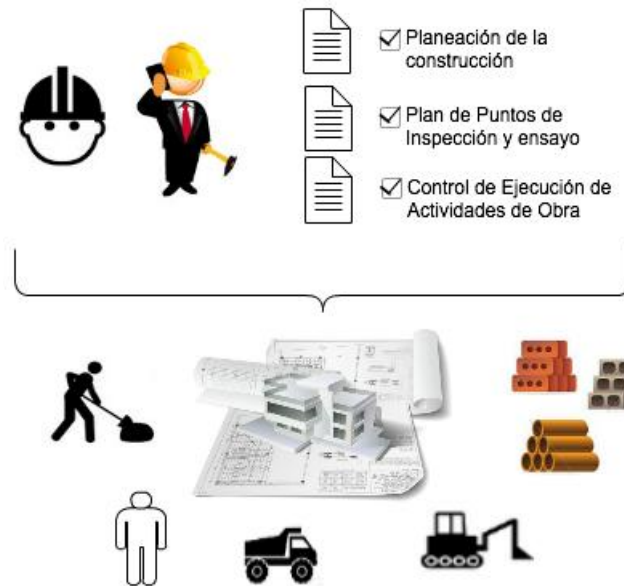 Planeación de la
construcción
Plan de Puntos de
Inspección y ensayo
Control de Ejecución de
Actividades de Obra